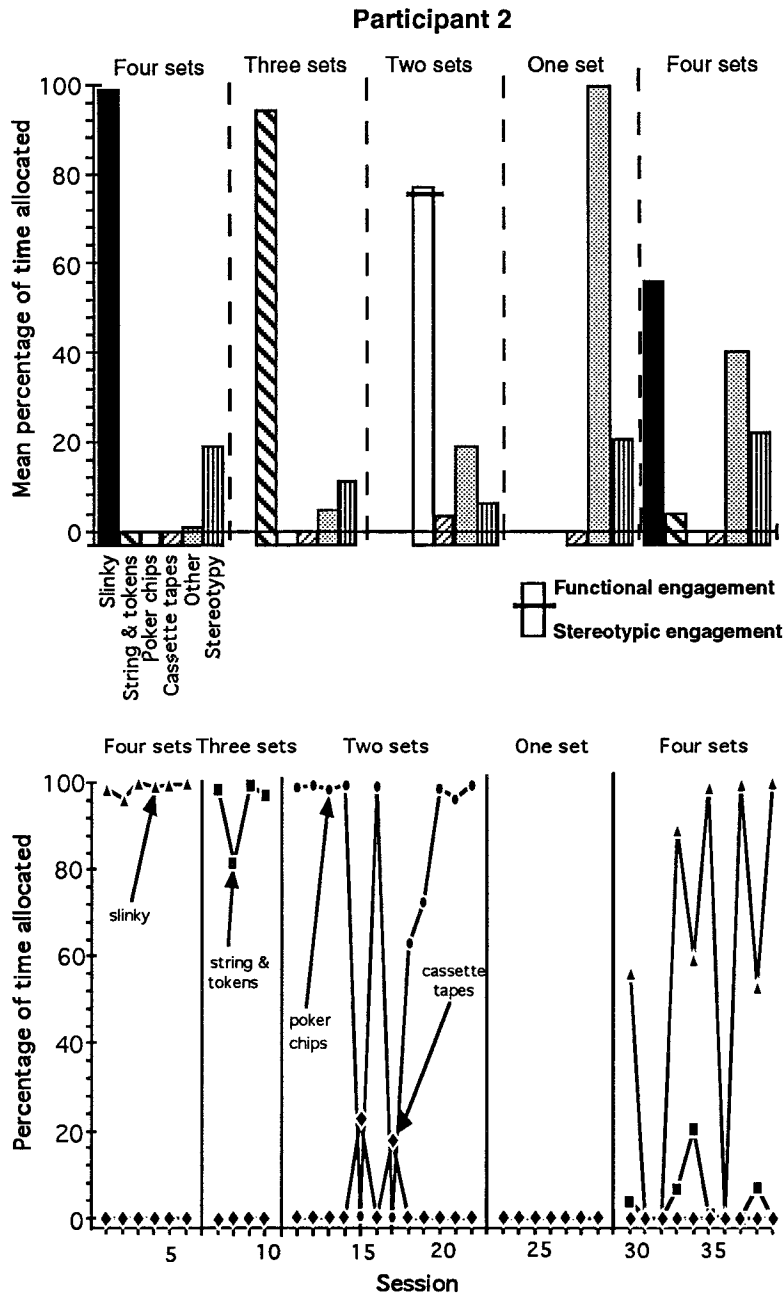 Participant 2
Four sets Three sets Two sets One set Four sets
Mean percentage of time allocated
100
80
60
40
20
0
Slinky
String & tokens
Poker chips
Cassette tapes
Other
Stereotypy
Functional engagement
Stereotypic engagement
Four sets Three sets Two sets One set Four sets
Percentage of time allocated
100
80
60
40
20
0
slinky
string &
tokens
poker
chips
cassette
tapes
5 10 15 20 25 30 35
Session